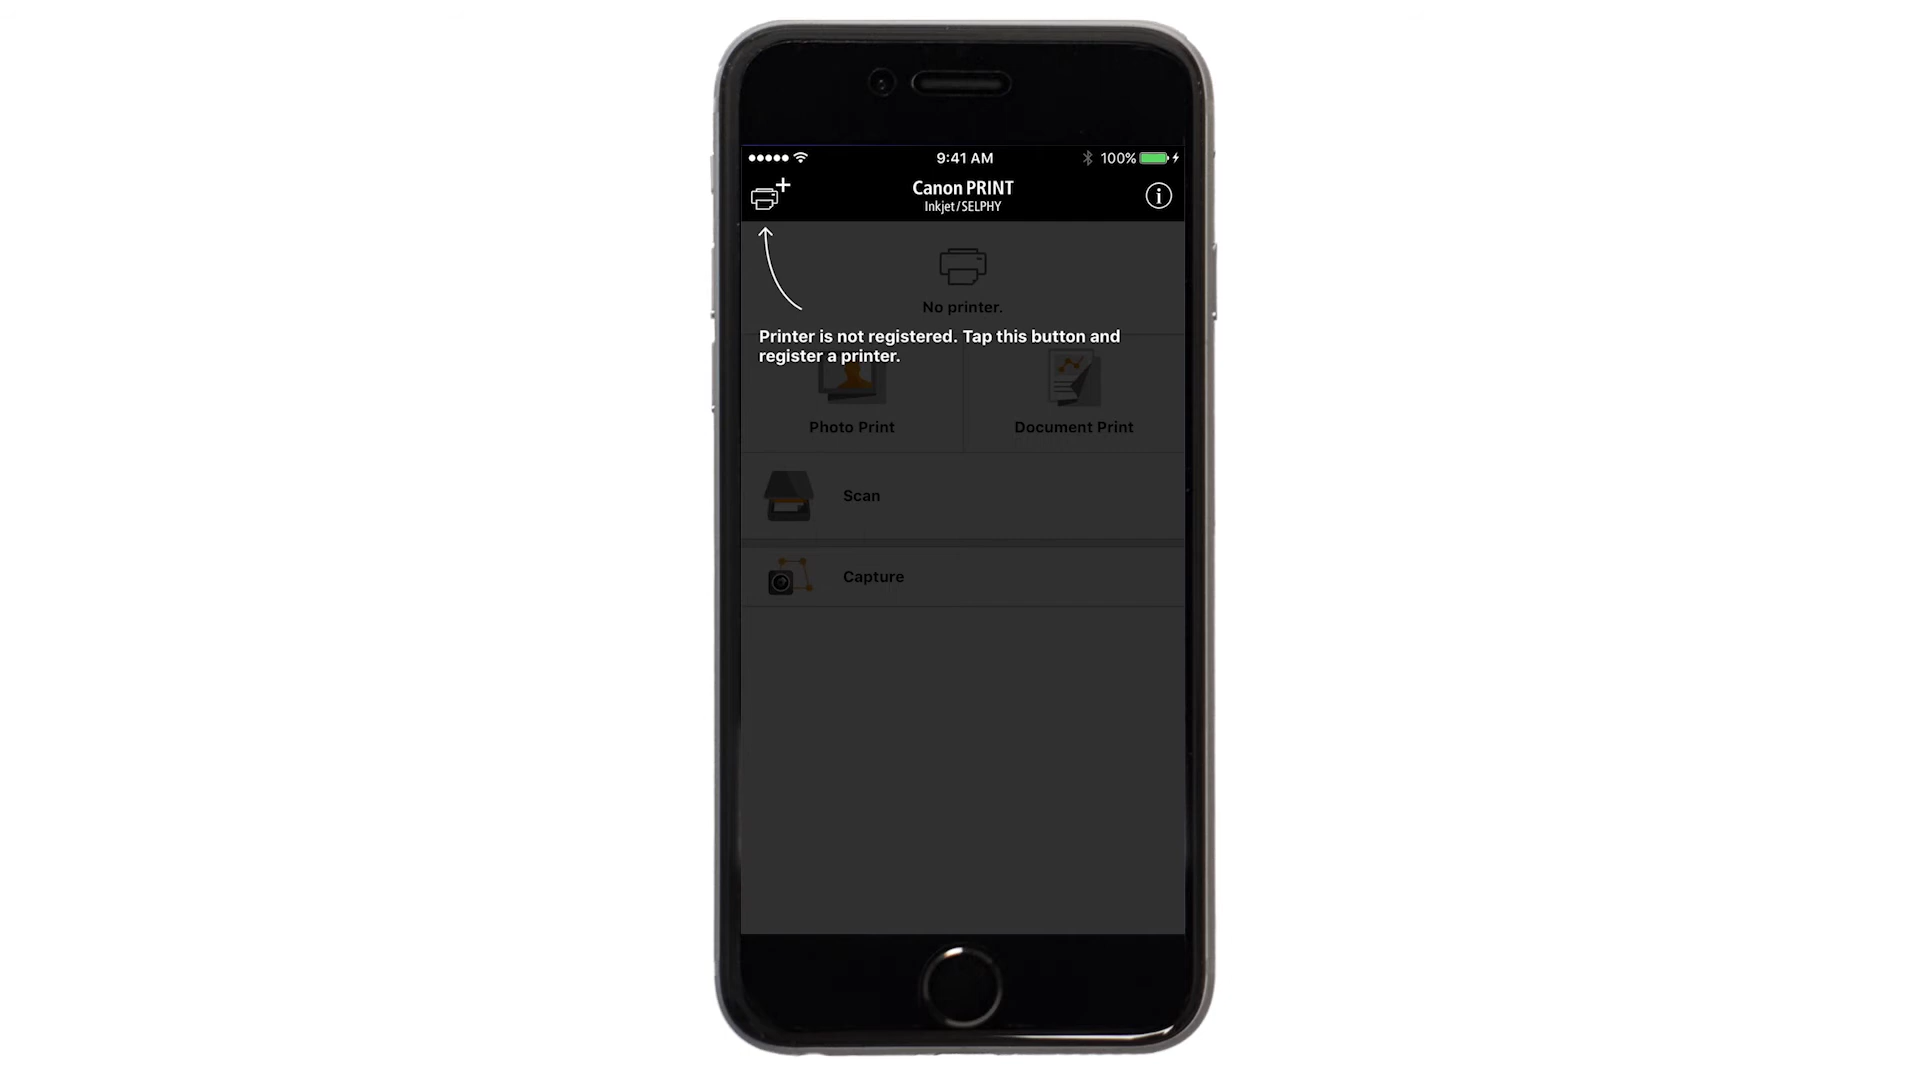 9:41 AM
100%
Canon PRINT
Inkjet/SELPHY
No printer.
Printer is not registered. Tap this button and
register a printer.
Photo Print
Document Print
Scan
Capture